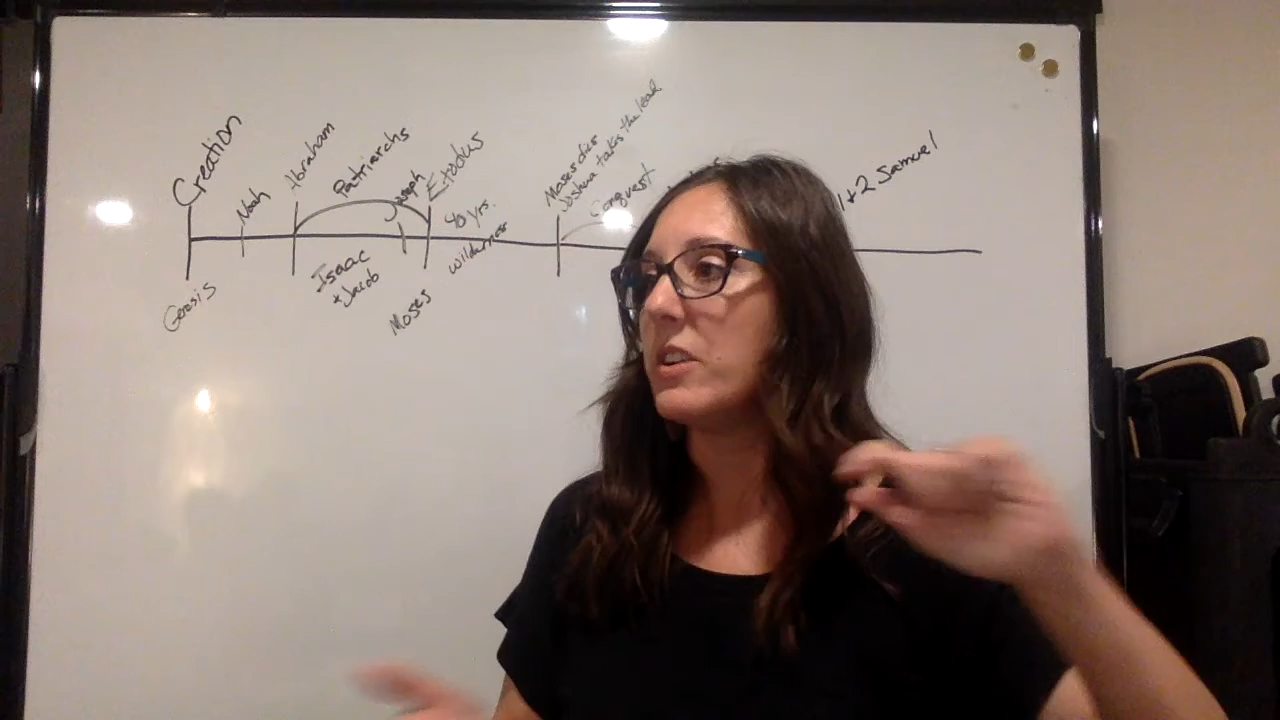 Creation
Noah
Abraham
Patriarchs
Joseph
Exodus
40 yrs.
Wilderness
Moses dies
Joshua takes the lead
Conquest
1+2 Samuel
Genesis
Isaac
+ Jacob
Moses